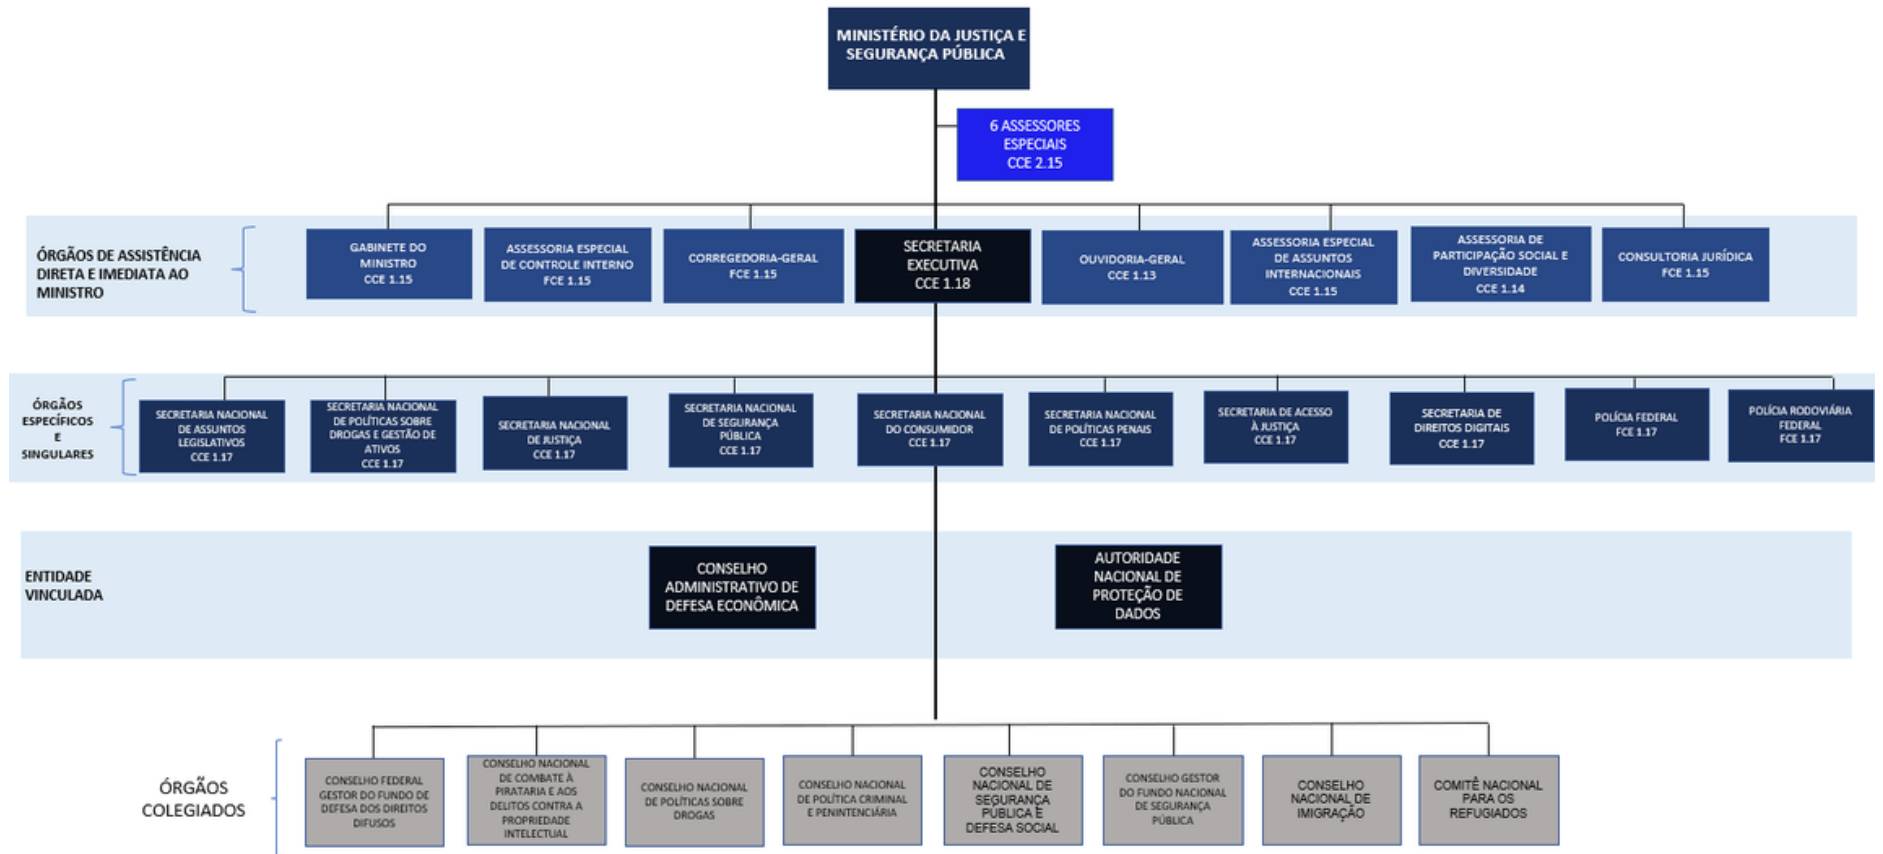 MINISTÉRIO DA JUSTIÇA E
SEGURANÇA PÚBLICA
6 ASSESSORES
ESPECIAIS
CCE 2.15
ÓRGÃOS DE ASSISTÊNCIA
DIRETA E IMEDIATA AO
MINISTRO
GABINETE DO
MINISTRO
CCE 1.15
ASSESSORIA ESPECIAL
DE CONTROLE INTERNO
FCE 1.15
CORREGEDORIA-GERAL
FCE 1.15
SECRETARIA
EXECUTIVA
CCE 1.18
OUVIDORIA-GERAL
CCE 1.13
ASSESSORIA ESPECIAL
DE ASSUNTOS
INTERNACIONAIS
CCE 1.15
ASSESSORIA DE
PARTICIPAÇÃO SOCIAL E
DIVERSIDADE
CCE 1.14
CONSULTORIA JURÍDICA
FCE 1.15
ÓRGÃOS
ESPECÍFICOS
E
SINGULARES
SECRETARIA NACIONAL
DE ASSUNTOS
LEGISLATIVOS
CCE 1.17
SECRETARIA NACIONAL
DE POLÍTICAS SOBRE
DROGAS E GESTÃO DE
ATIVOS
CCE 1.17
SECRETARIA NACIONAL
DE JUSTIÇA
CCE 1.17
SECRETARIA NACIONAL
DE SEGURANÇA
PÚBLICA
CCE 1.17
SECRETARIA NACIONAL
DO CONSUMIDOR
CCE 1.17
SECRETARIA NACIONAL
DE POLÍTICAS PENAIS
CCE 1.17
SECRETARIA DE ACESSO
À JUSTIÇA
CCE 1.17
SECRETARIA DE
DIREITOS DIGITAIS
CCE 1.17
POLÍCIA FEDERAL
FCE 1.17
POLÍCIA RODOVIÁRIA
FEDERAL
FCE 1.17
ENTIDADE
VINCULADA
CONSELHO
ADMINISTRATIVO DE
DEFESA ECONÔMICA
AUTORIDADE
NACIONAL DE
PROTEÇÃO DE
DADOS
ÓRGÃOS
COLEGIADOS
CONSELHO FEDERAL
GESTOR DO FUNDO DE
DEFESA DOS DIREITOS
DIFUSOS
CONSELHO NACIONAL
DE COMBATE À
PIRATARIA E AOS
DELITOS CONTRA A
PROPRIEDADE
INTELECTUAL
CONSELHO NACIONAL
DE POLÍTICAS SOBRE
DROGAS
CONSELHO NACIONAL
DE POLÍTICA CRIMINAL
E PENINTENCIÁRIA
CONSELHO
NACIONAL DE
SEGURANÇA
PÚBLICA E
DEFESA SOCIAL
CONSELHO GESTOR
DO FUNDO NACIONAL
DE SEGURANÇA
PÚBLICA
CONSELHO
NACIONAL DE
IMIGRAÇÃO
COMITÊ NACIONAL
PARA OS
REFUGIADOS